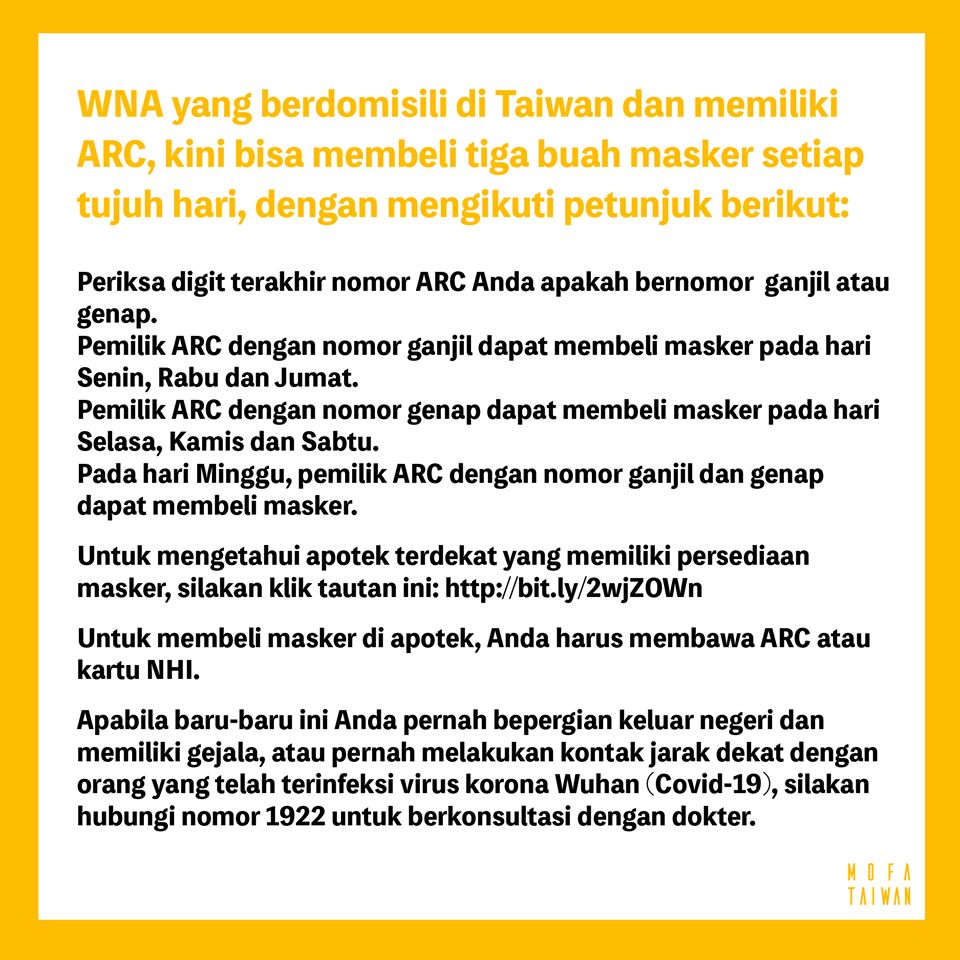 WNA yang berdomisili di Taiwan dan memiliki
ARC, kini bisa membeli tiga buah masker setiap
tujuh hari, dengan mengikuti petunjuk berikut:
Periksa digit terakhir nomor ARC Anda apakah bernomor  ganjil atau
genap.
Pemilik ARC dengan nomor ganjil dapat membeli masker pada hari
Senin, Rabu dan Jumat.
Pemilik ARC dengan nomor genap dapat membeli masker pada hari
Selasa, Kamis dan Sabtu.
Pada hari Minggu, pemilik ARC dengan nomor ganjil dan genap
dapat membeli masker.
Untuk mengetahui apotek terdekat yang memiliki persediaan
masker, silakan klik tautan ini: http://bit.ly/2wjZOWn
Untuk membeli masker di apotek, Anda harus membawa ARC atau
kartu NHI.
Apabila baru-baru ini Anda pernah bepergian keluar negeri dan
memiliki gejala, atau pernah melakukan kontak jarak dekat dengan
orang yang telah terinfeksi virus korona Wuhan (Covid-19), silakan
hubungi nomor 1922 untuk berkonsultasi dengan dokter.
MOFA
TAIWAN